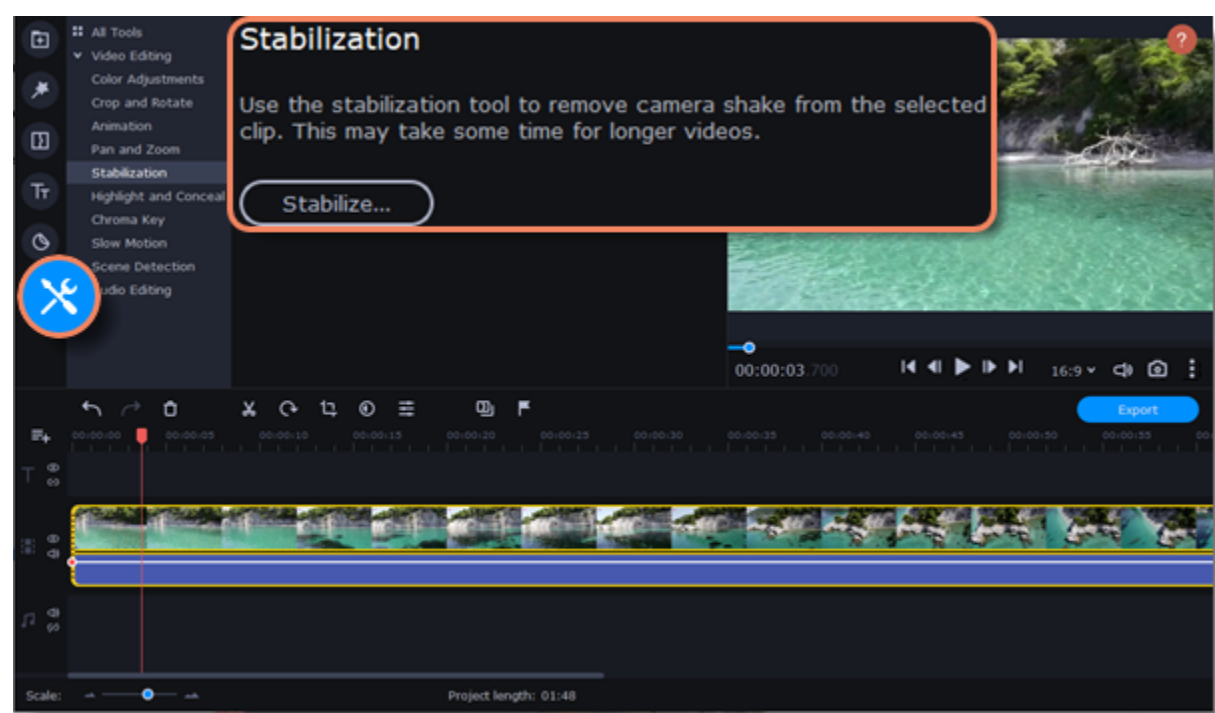 All Tools
Video Editing
Color Adjustments
Crop and Rotate
Animation
Pan and Zoom
Stabilization
Highlight and Conceal
Chroma Key
Slow Motion
Scene Detection
udio Editing
Stabilization
Use the stabilization tool to remove camera shake from the selected
clip. This may take some time for longer videos.
Stabilize...
?
00:00:03.700
16:9
Tт
Export
00:00:00 00:00:05 00:00:10 00:00:15 00:00:20 00:00:25 00:00:30 00:00:35 00:00:40 00:00:45 00:00:50 00:00:55 00:
T
Scale:
Project length: 01:48